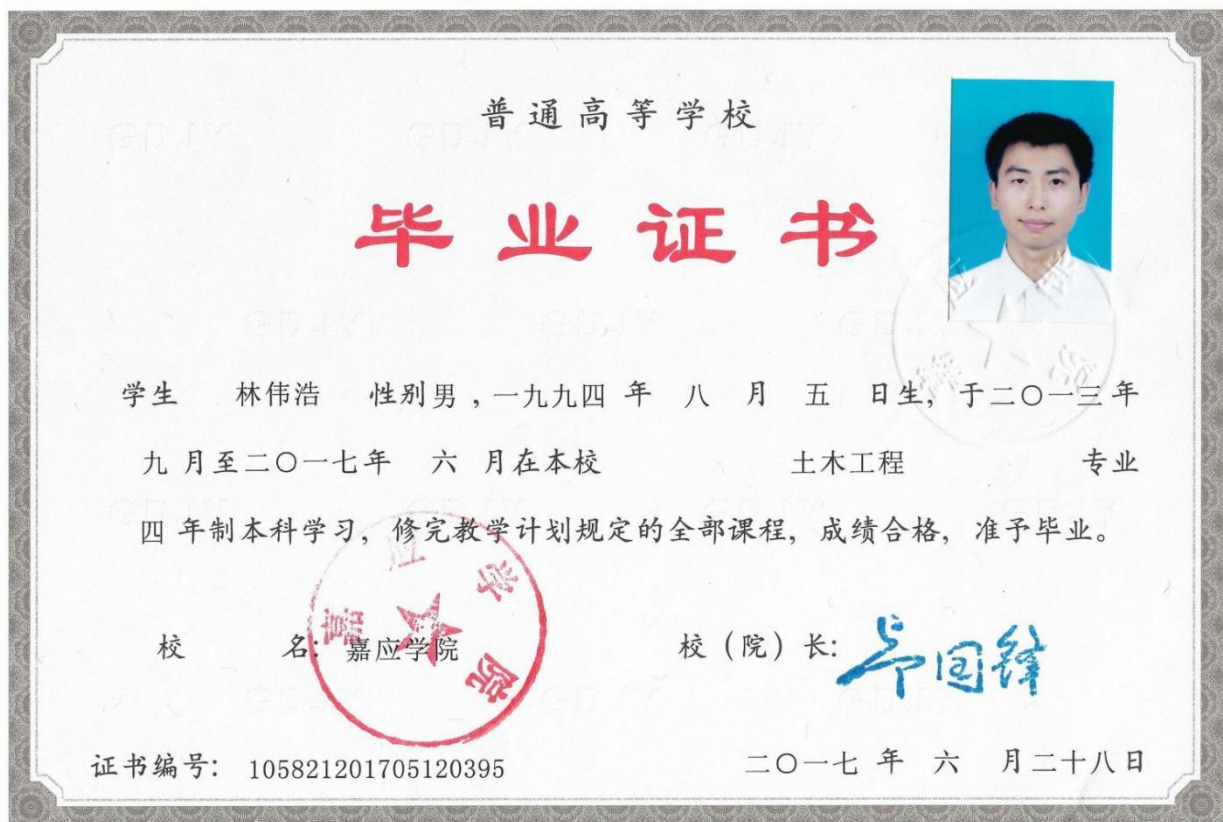 普通高等学校
毕业证书
学生 林伟浩 性别男,一九九四 年 八 月 五 日生,于二〇一三年
九 月至二〇一七年 六 月在本校 土木工程 专业
四 年制本科学习,修完教学计划规定的全部课程,成绩合格,准予毕业。
嘉应学院
校 名: 嘉应学院 校(院)长:
证书编号: 105821201705120395 二〇一七 年 六 月二十八日